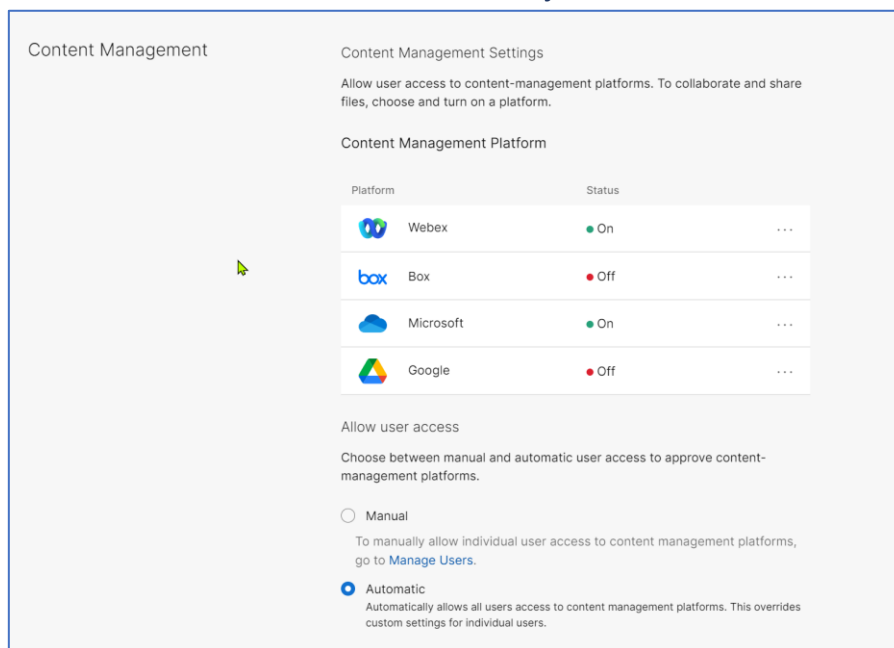 Content Management
Content Management Settings
Allow user access to content-management platforms. To collaborate and share
files, choose and turn on a platform.
Content Management Platform
Platform Status
Webex On ...
box Box Off ...
Microsoft On ...
Google Off ...
Allow user access
Choose between manual and automatic user access to approve content-
management platforms.
Manual
To manually allow individual user access to content management platforms,
go to Manage Users.
Automatic
Automatically allows all users access to content management platforms. This overrides
custom settings for individual users.